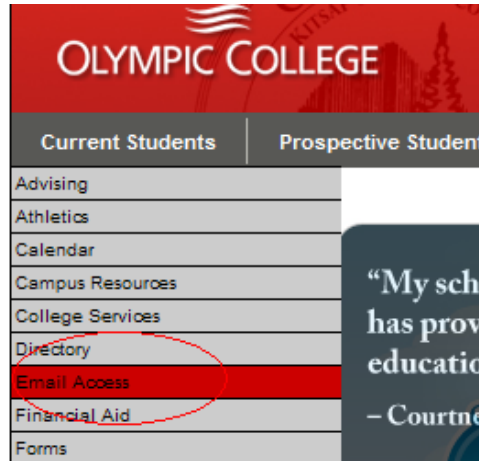 OLYMPIC COLLEGE
Current Students
Prospective Student
Advising
Athletics
Calendar
Campus Resources
College Services
Directory
Email Access
Financial Aid
Forms
“My sch
has prov
educatio
– Courtne